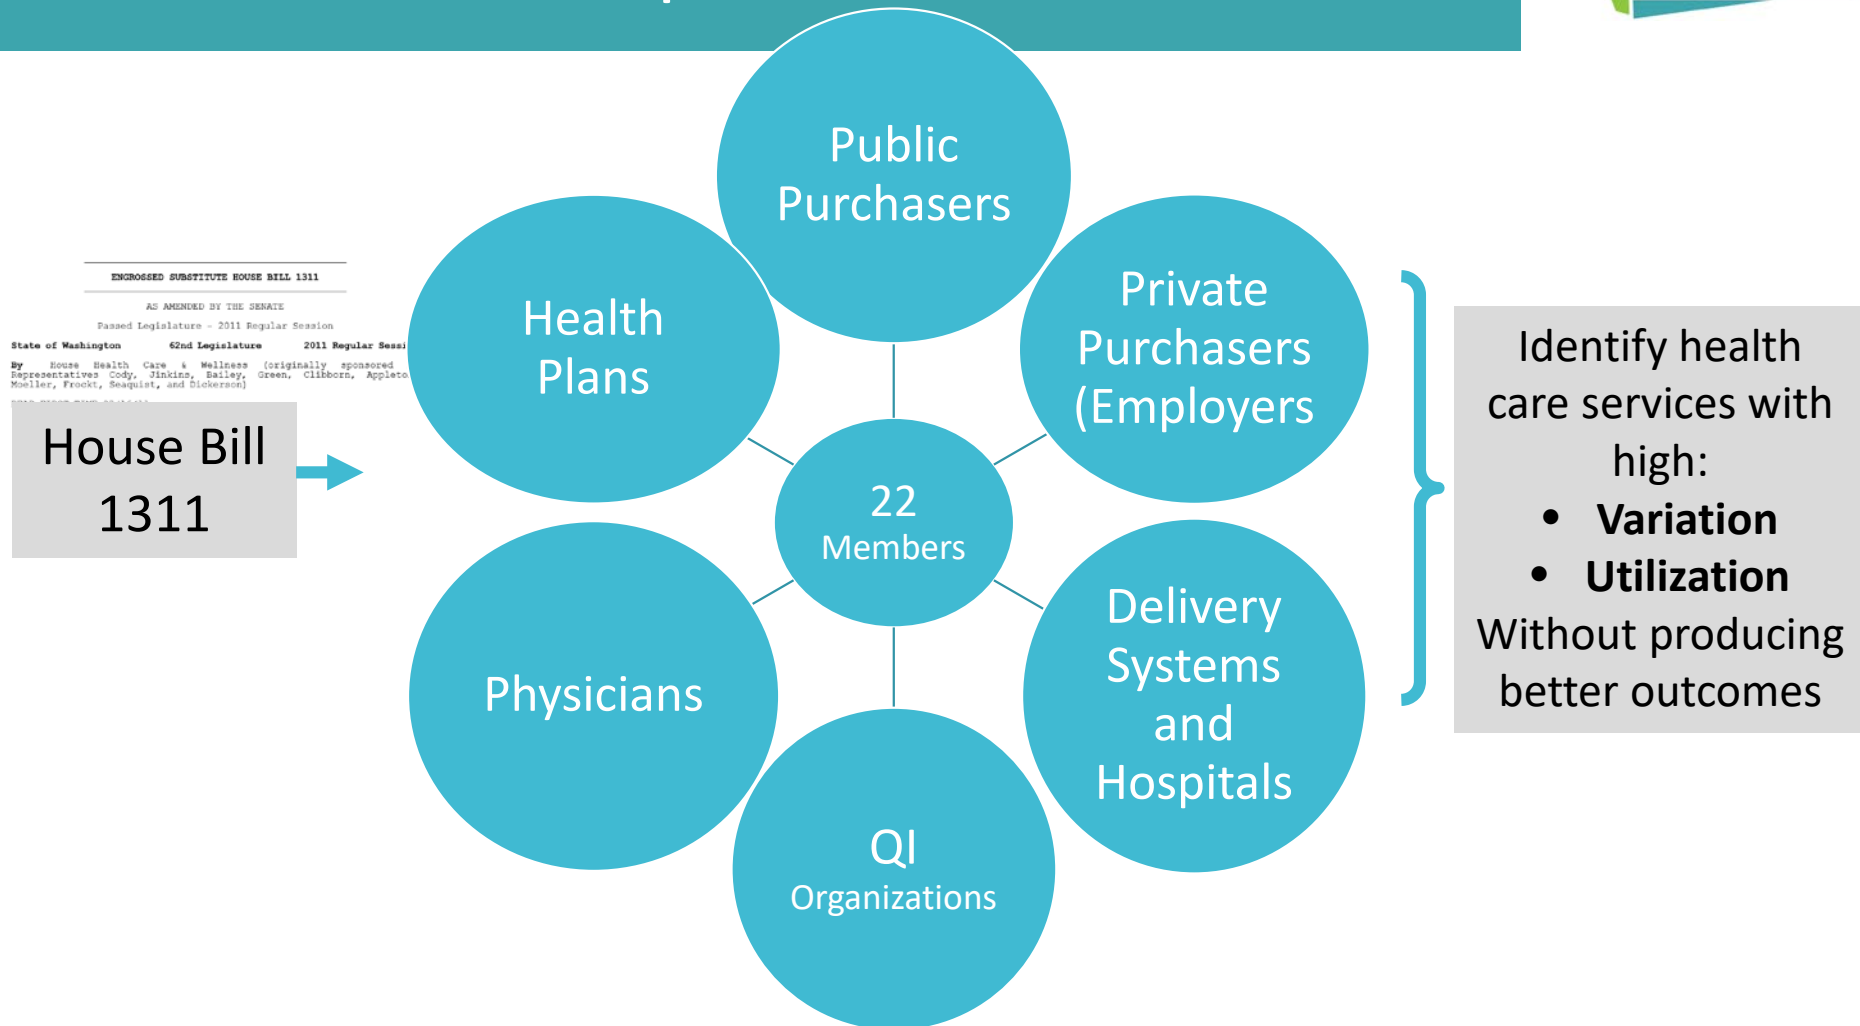 Public
Purchasers
Health
Plans
Private
Purchasers
(Employers
ENGROSSED SUBSTITUTE HOUSE BILL 1311
AS AMENDED BY THE SENATE
Passed Legislature - 2011 Regular Session
State of Washington 62nd Legislature 2011 Regular Sessi
By House Health Care & Wellness (originally sponsored
Representatives Cody, Jinkins, Bailey, Green, Clibborn, Appleto
Moeller, Frockt, Seaquist, and Dickerson)
House Bill
1311
22
Members
Identify health
care services with
high:
• Variation
• Utilization
Without producing
better outcomes
Physicians
Delivery
Systems
and
Hospitals
QI
Organizations